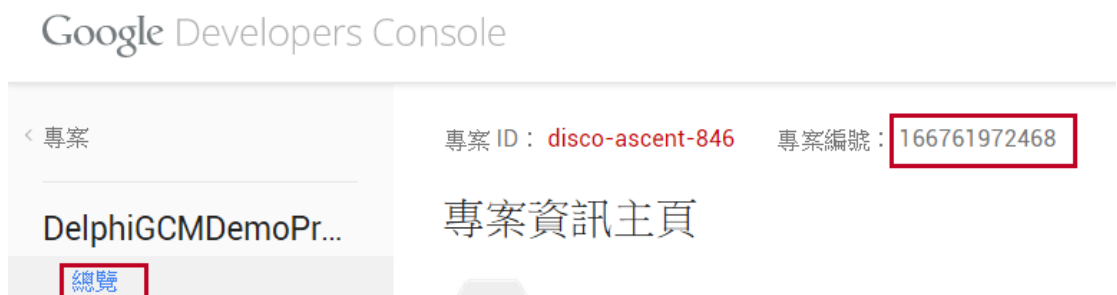 Google Developers Console
< 專案
專案 ID： disco-ascent-846 專案編號：166761972468
專案資訊主頁
DelphiGCMDemoPr...
總覽